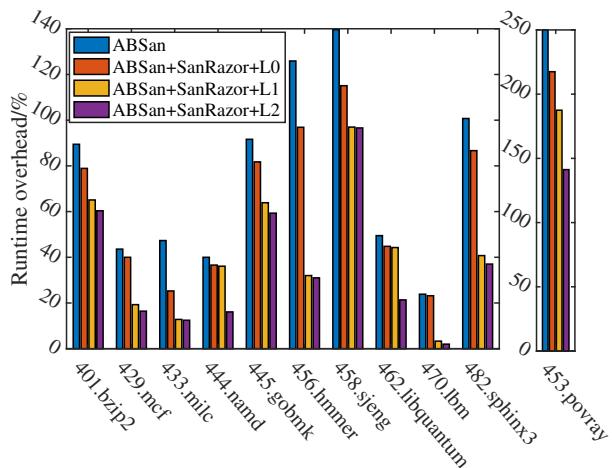 Runtime overhead/%
140
120
100
80
60
40
20
0
ABSan
ABSan+SanRazor+L0
ABSan+SanRazor+L1
ABSan+SanRazor+L2
401.bzip2
429.mcf
433.milc
444.namd
445.gobmk
456.hmmer
458.sjeng
462.libquantum
470.lbm
482.sphinx3
250
200
150
100
50
0
453.povray